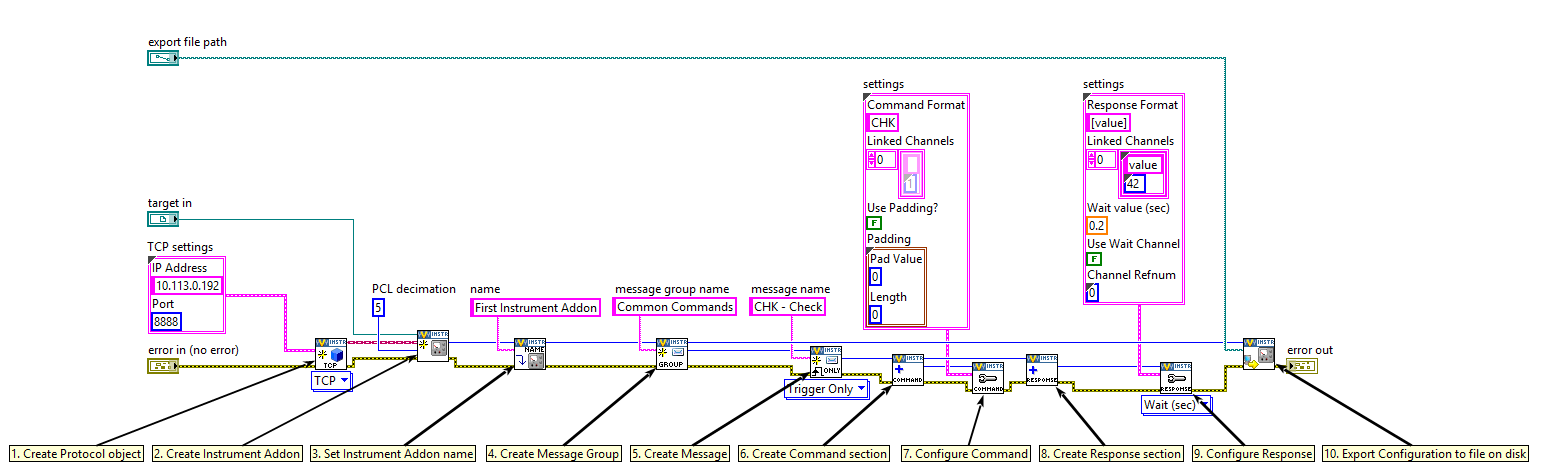 export file path
target in
TCP settings
IP Address
10.113.0.192
Port
8888
error in (no error)
INSTR
TCP
TCP
PCL decimation
5
INSTR
name
First Instrument Addon
INSTR
NAME
message group name
Common Commands
INSTR
GROUP
message name
CHK - Check
INSTR
ONLY
Trigger Only
settings
Command Format
CHK
Linked Channels
0
1
Use Padding?
F
Padding
Pad Value
0
Length
0
INSTR
COMMAND
INSTR
COMMAND
INSTR
RESPONSE
settings
Response Format
[value]
Linked Channels
0
value
42
Wait value (sec)
0.2
Use Wait Channel
F
Channel Refnum
0
INSTR
RESPONSE
Wait (sec)
INSTR
error out
1. Create Protocol object
2. Create Instrument Addon
3. Set Instrument Addon name
4. Create Message Group
5. Create Message
6. Create Command section
7. Configure Command
8. Create Response section
9. Configure Response
10. Export Configuration to file on disk